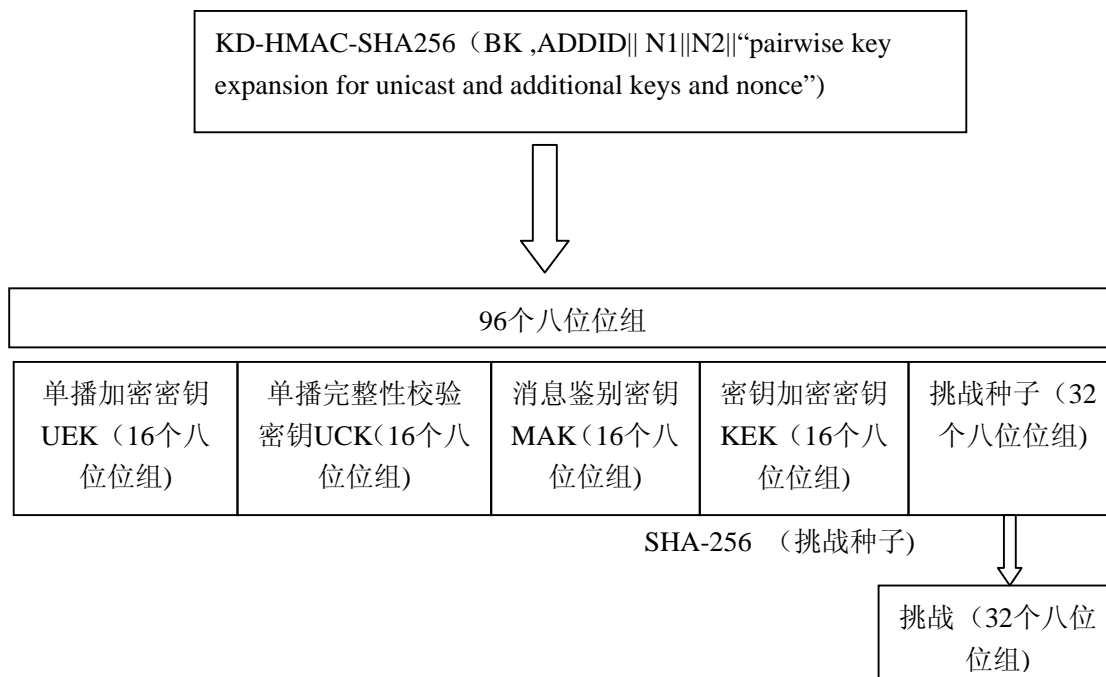 KD-HMAC-SHA256（BK ,ADDID|| N1||N2||“pairwise key
expansion for unicast and additional keys and nonce”)
96个八位位组
单播加密密钥
UEK（16个八
位位组)
单播完整性校验
密钥UCK(16个八
位位组)
消息鉴别密钥
MAK（16个八
位位组)
密钥加密密钥
KEK（16个八
位位组)
挑战种子（32
个八位位组)
SHA-256 （挑战种子)
挑战（32个八位
位组)